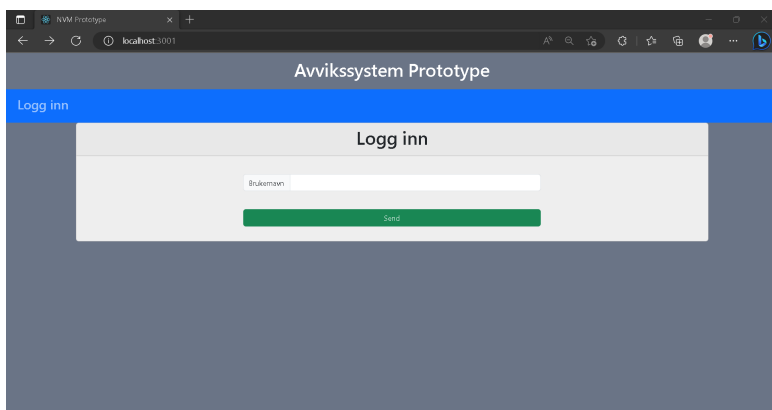 NVM Prototype
localhost:3001
Avvikssystem Prototype
Logg inn
Logg inn
Brukernavn
Send